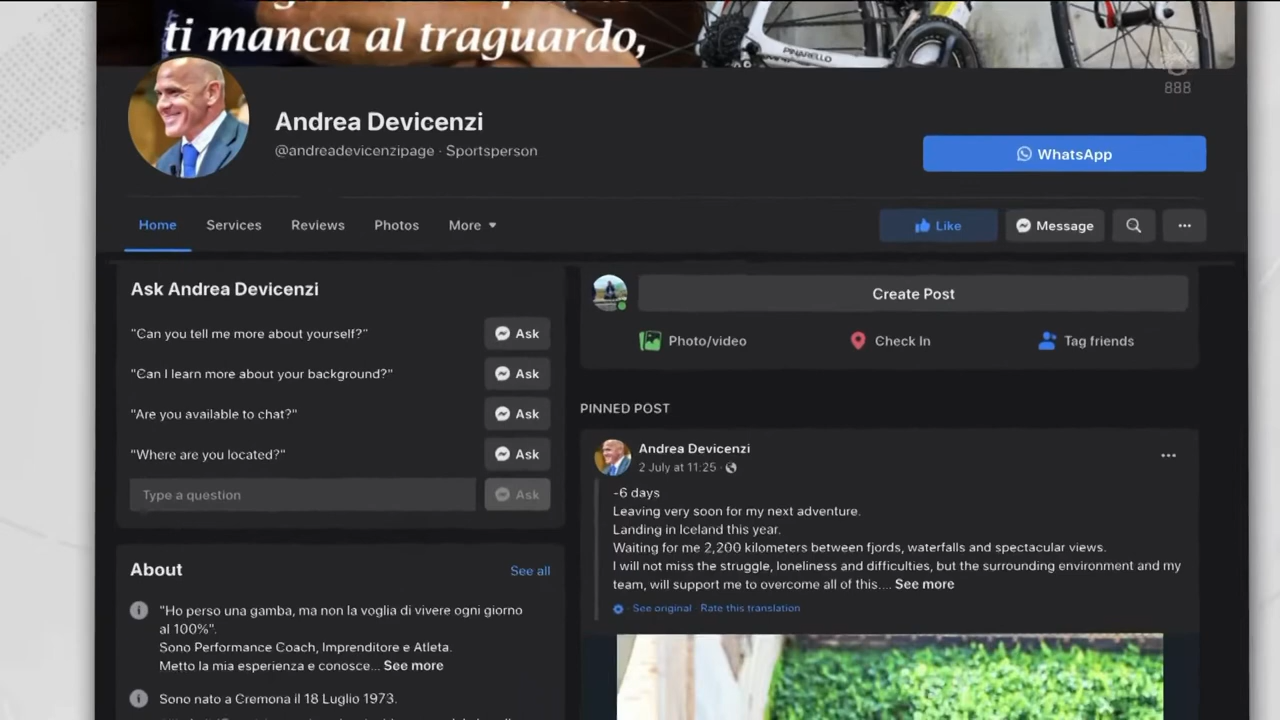 ti manca al traguardo,
PINARELLO
888
Andrea Devicenzi
@andreadevicenzipage · Sportsperson
WhatsApp
Home Services Reviews Photos More
Like Message
Ask Andrea Devicenzi
"Can you tell me more about yourself?" Ask
"Can I learn more about your background?" Ask
"Are you available to chat?" Ask
"Where are you located?" Ask
Type a question Ask
About See all
"Ho perso una gamba, ma non la voglia di vivere ogni giorno
al 100%".
Sono Performance Coach, Imprenditore e Atleta.
Metto la mia esperienza e conosce... See more
Sono nato a Cremona il 18 Luglio 1973.
Create Post
Photo/video Check In Tag friends
PINNED POST
Andrea Devicenzi
2 July at 11:25 ·
-6 days
Leaving very soon for my next adventure.
Landing in Iceland this year.
Waiting for me 2,200 kilometers between fjords, waterfalls and spectacular views.
I will not miss the struggle, loneliness and difficulties, but the surrounding environment and my
team, will support me to overcome all of this.... See more
· See original · Rate this translation